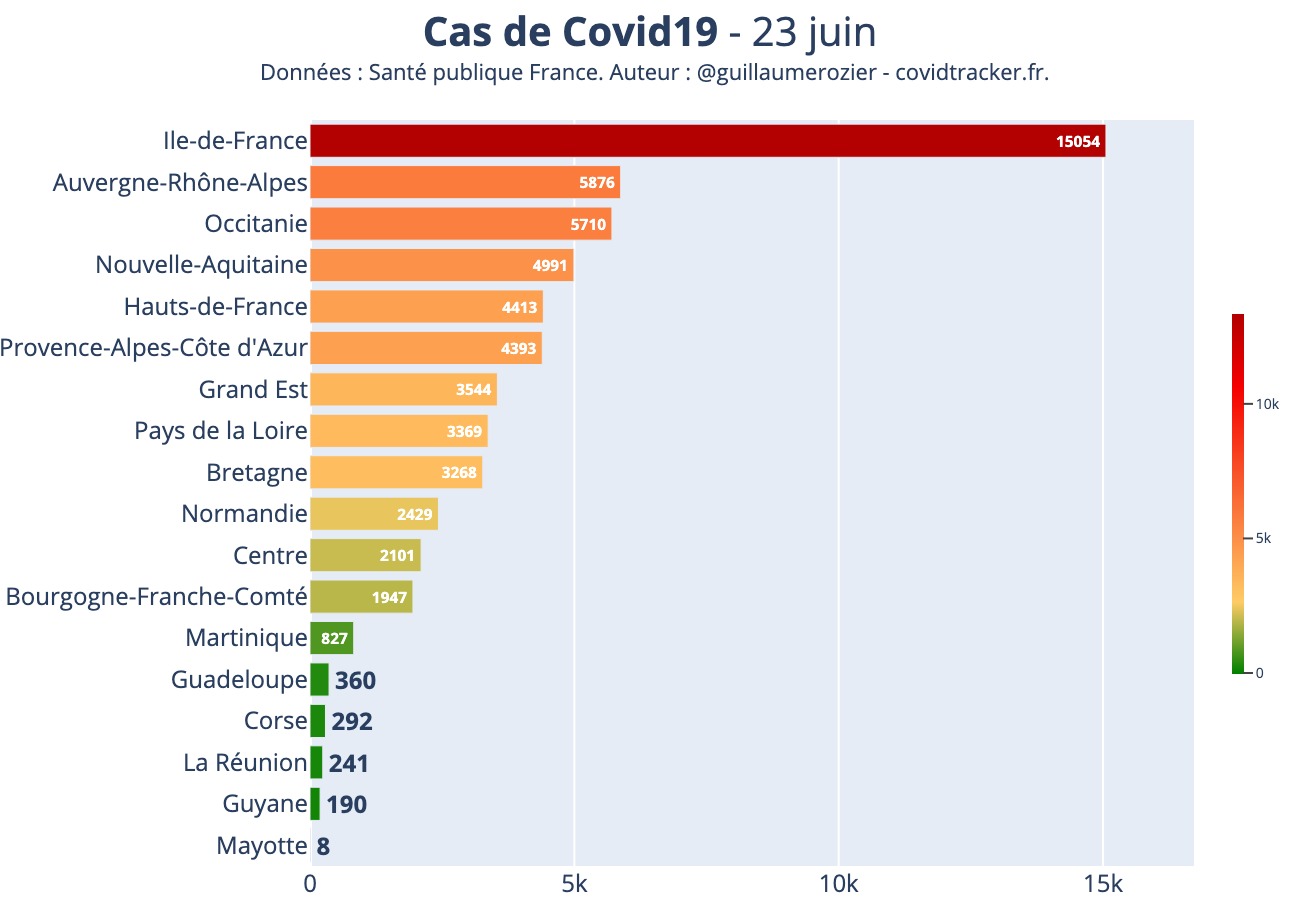 Cas de Covid19 - 23 juin
Données : Santé publique France. Auteur : @guillaumerozier - covidtracker.fr.
Ile-de-France 15054
Auvergne-Rhône-Alpes 5876
Occitanie 5710
Nouvelle-Aquitaine 4991
Hauts-de-France 4413
Provence-Alpes-Côte d'Azur 4393
Grand Est 3544
Pays de la Loire 3369
Bretagne 3268
Normandie 2429
Centre 2101
Bourgogne-Franche-Comté 1947
Martinique 827
Guadeloupe 360
Corse 292
La Réunion 241
Guyane 190
Mayotte 8
0 5k 10k 15k
10k
5k
0